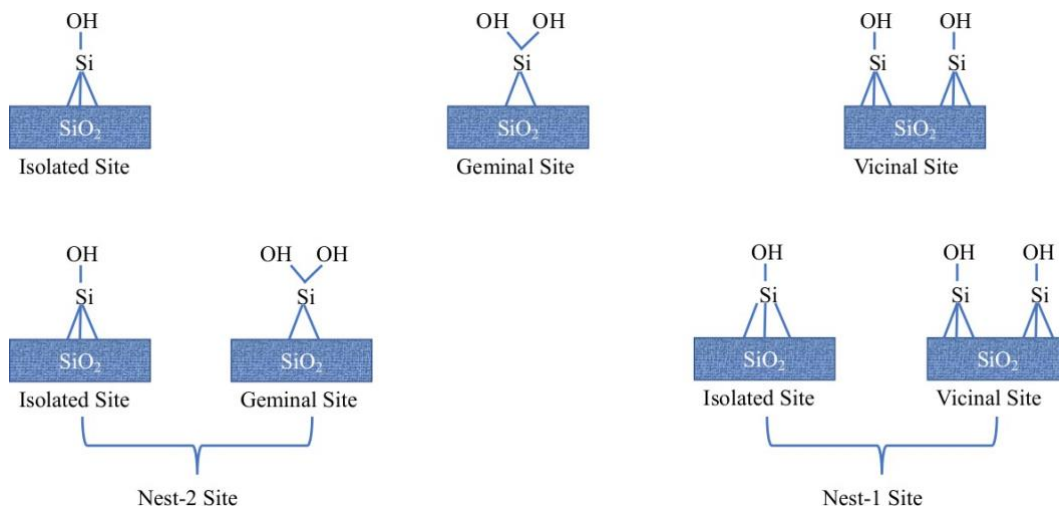 OH
Si
SiO2
Isolated Site
OH OH
Si
SiO2
Geminal Site
OH OH
Si Si
SiO2
Vicinal Site
OH
Si
SiO2
Isolated Site
OH OH
Si
SiO2
Geminal Site
Nest-2 Site
OH
Si
SiO2
Isolated Site
OH OH
Si Si
SiO2
Vicinal Site
Nest-1 Site